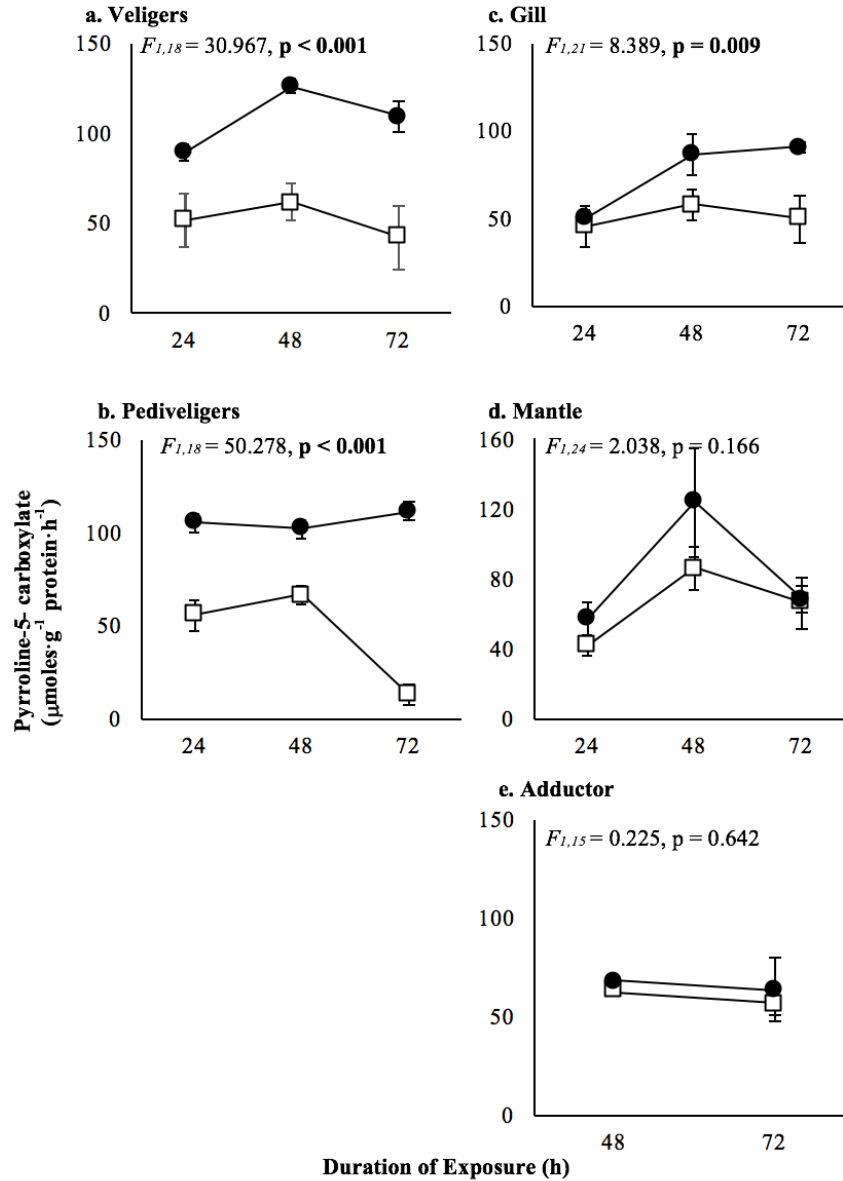 a. Veligers
F1,18 = 30.967, p < 0.001
150
100
50
0
24 48 72
c. Gill
F1,21 = 8.389, p = 0.009
150
100
50
0
24 48 72
b. Pediveligers
F1,18 = 50.278, p < 0.001
150
100
50
0
24 48 72
d. Mantle
F1,24 = 2.038, p = 0.166
160
120
80
40
0
24 48 72
e. Adductor
F1,15 = 0.225, p = 0.642
150
100
50
0
48 72
Pyrroline-5- carboxylate
(μmoles·g⁻¹ protein·h⁻¹)
Duration of Exposure (h)